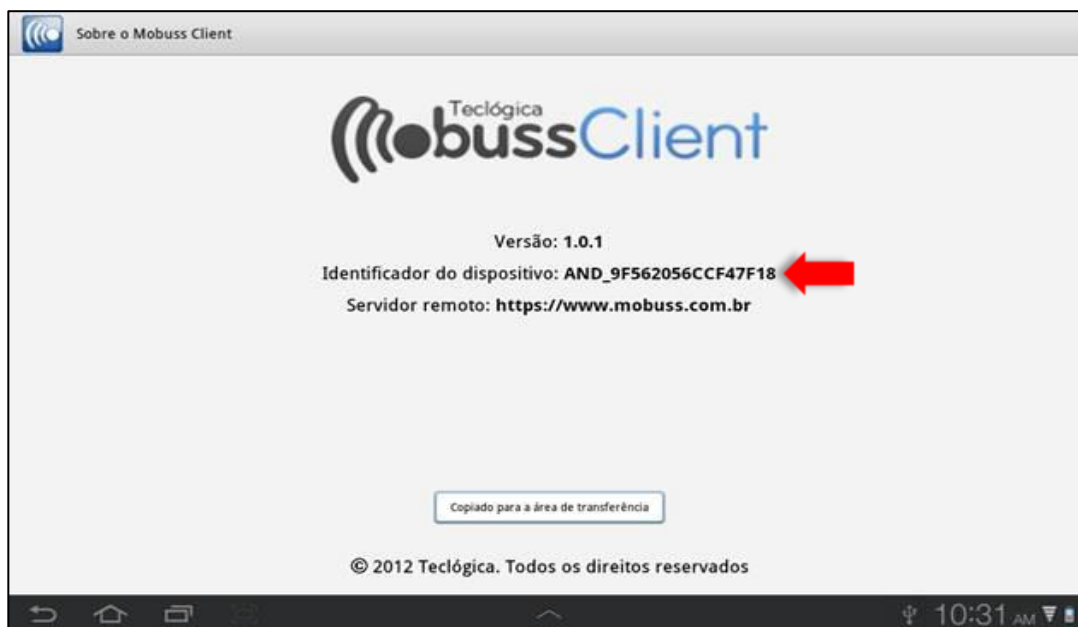 Sobre o Mobuss Client
Teclógica
MobussClient
Versão: 1.0.1
Identificador do dispositivo: AND_9F562056CCF47F18
Servidor remoto: https://www.mobuss.com.br
Copiado para a área de transferência
© 2012 Teclógica. Todos os direitos reservados
10:31 AM